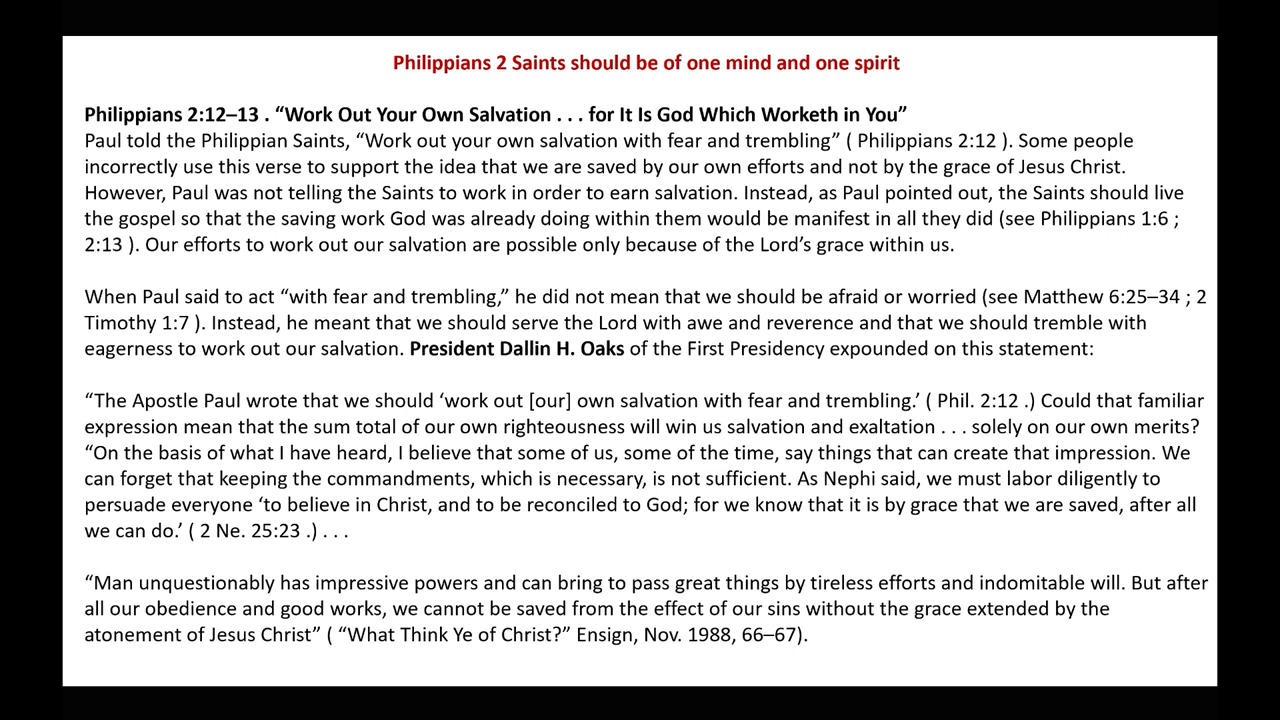 Philippians 2 Saints should be of one mind and one spirit
Philippians 2:12–13 . “Work Out Your Own Salvation . . . for It Is God Which Worketh in You”
Paul told the Philippian Saints, “Work out your own salvation with fear and trembling” ( Philippians 2:12 ). Some people
incorrectly use this verse to support the idea that we are saved by our own efforts and not by the grace of Jesus Christ.
However, Paul was not telling the Saints to work in order to earn salvation. Instead, as Paul pointed out, the Saints should live
the gospel so that the saving work God was already doing within them would be manifest in all they did (see Philippians 1:6 ;
2:13 ). Our efforts to work out our salvation are possible only because of the Lord’s grace within us.
When Paul said to act “with fear and trembling,” he did not mean that we should be afraid or worried (see Matthew 6:25–34 ; 2
Timothy 1:7 ). Instead, he meant that we should serve the Lord with awe and reverence and that we should tremble with
eagerness to work out our salvation. President Dallin H. Oaks of the First Presidency expounded on this statement:
“The Apostle Paul wrote that we should ‘work out [our] own salvation with fear and trembling.’ ( Phil. 2:12 .) Could that familiar
expression mean that the sum total of our own righteousness will win us salvation and exaltation . . . solely on our own merits?
“On the basis of what I have heard, I believe that some of us, some of the time, say things that can create that impression. We
can forget that keeping the commandments, which is necessary, is not sufficient. As Nephi said, we must labor diligently to
persuade everyone ‘to believe in Christ, and to be reconciled to God; for we know that it is by grace that we are saved, after all
we can do.’ ( 2 Ne. 25:23 .) . . .
“Man unquestionably has impressive powers and can bring to pass great things by tireless efforts and indomitable will. But after
all our obedience and good works, we cannot be saved from the effect of our sins without the grace extended by the
atonement of Jesus Christ” ( “What Think Ye of Christ?” Ensign, Nov. 1988, 66–67).